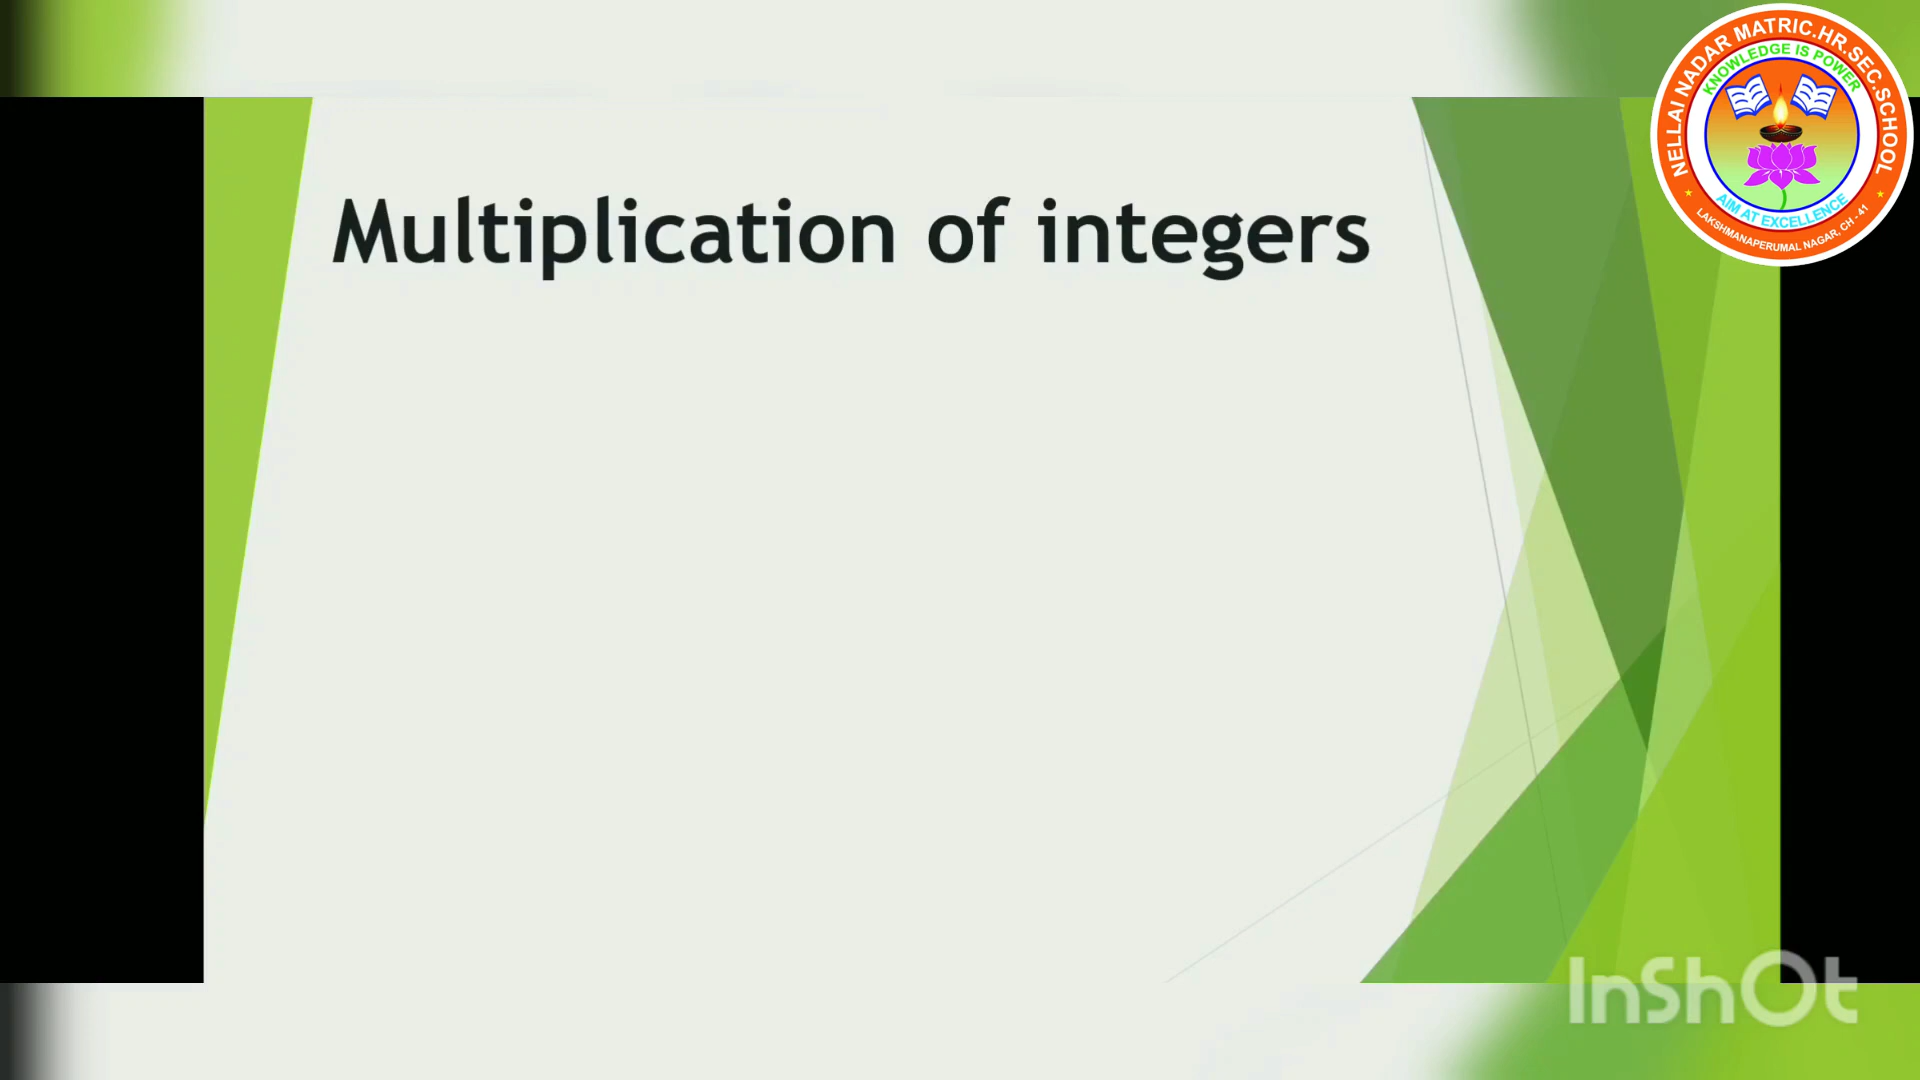 NELLAI NADAR MATRIC.HR.SEC.SCHOOL
KNOWLEDGE IS POWER
AIM AT EXCELLENCE
LAKSHMANAPERUMAL NAGAR, CH - 41
Multiplication of integers
InShOt